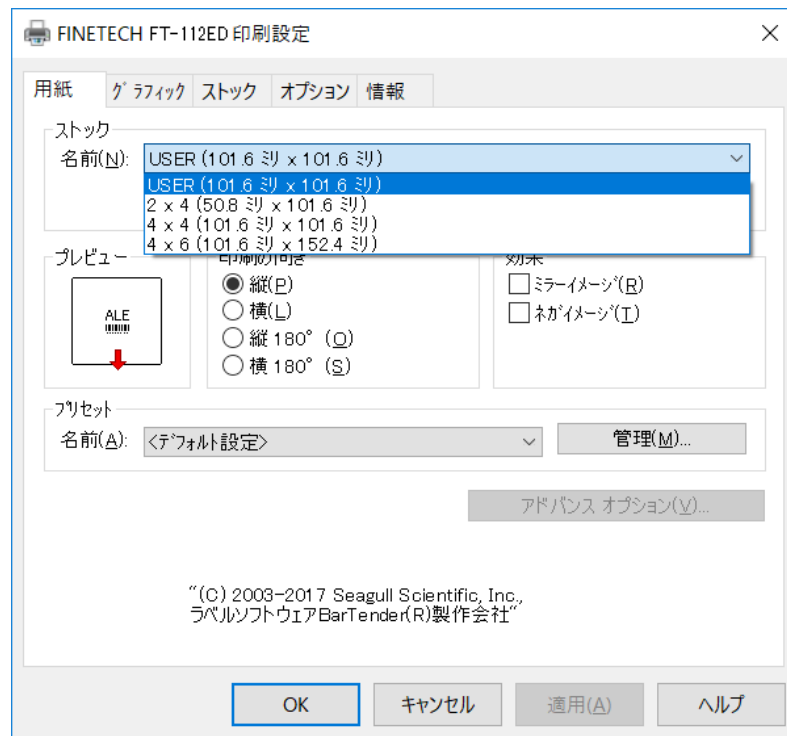 FINETECH FT-112ED 印刷設定
用紙 グラフィック ストック オプション 情報
ストック
名前(N): USER (101.6 ミリ x 101.6 ミリ)
USER (101.6 ミリ x 101.6 ミリ)
2 x 4 (50.8 ミリ x 101.6 ミリ)
4 x 4 (101.6 ミリ x 101.6 ミリ)
4 x 6 (101.6 ミリ x 152.4 ミリ)
プレビュー 印刷の向き 効果
ALE
縦(P)
横(L)
縦 180° (O)
横 180° (S)
ミラーイメージ(R)
ネガイメージ(T)
プリセット
名前(A): <デフォルト設定> 管理(M)...
アドバンス オプション(V)...
"(C) 2003-2017 Seagull Scientific, Inc.,
ラベルソフトウェアBarTender(R)製作会社"
OK キャンセル 適用(A) ヘルプ